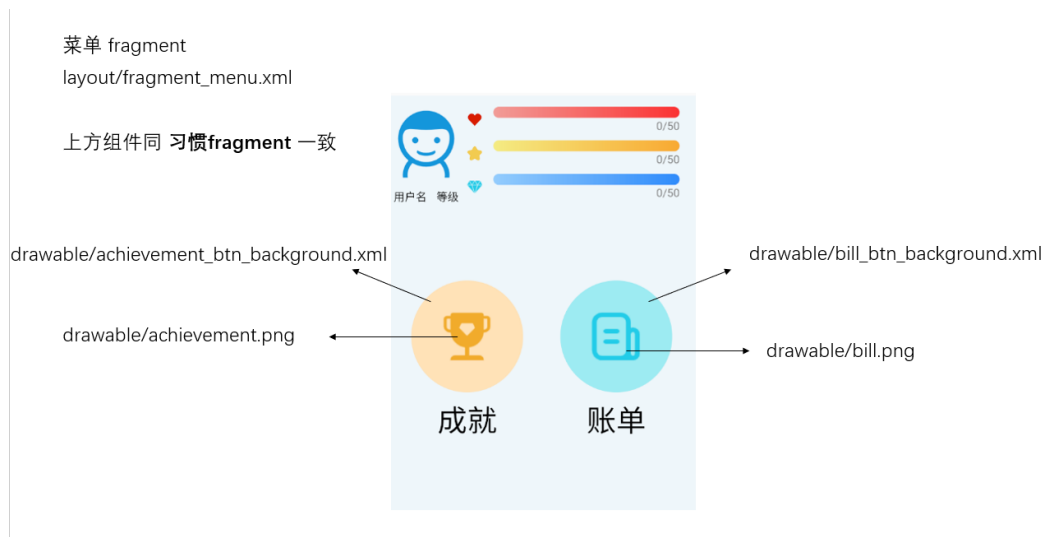 菜单 fragment
layout/fragment_menu.xml
上方组件同 习惯fragment 一致
0/50
0/50
0/50
用户名 等级
drawable/achievement_btn_background.xml
drawable/bill_btn_background.xml
drawable/achievement.png
drawable/bill.png
成就
账单